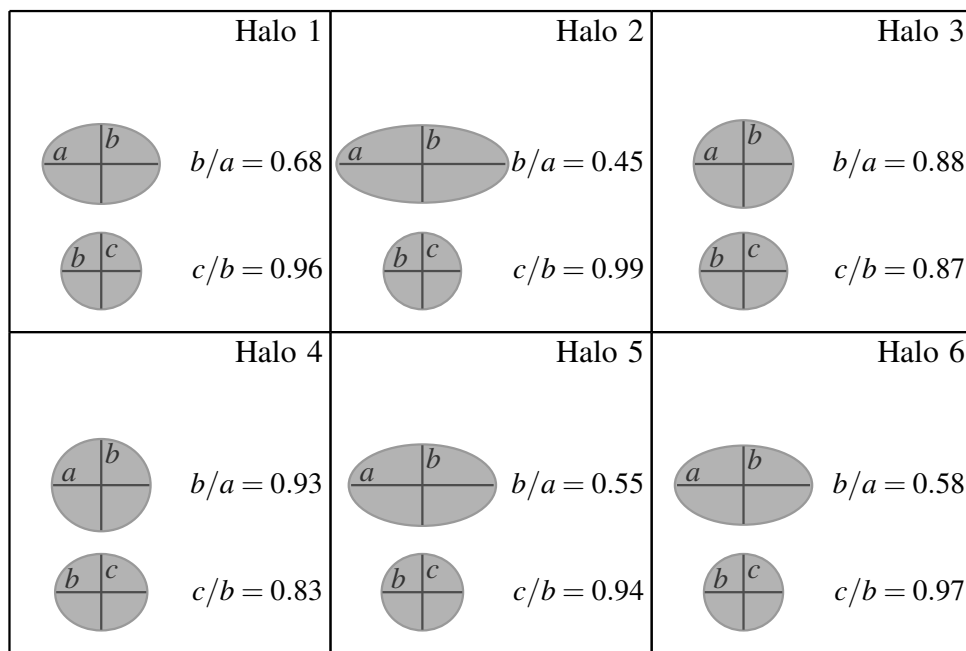 Halo 1
a b
b/a = 0.68
b c
c/b = 0.96
Halo 2
a b
b/a = 0.45
b c
c/b = 0.99
Halo 3
a b
b/a = 0.88
b c
c/b = 0.87
Halo 4
a b
b/a = 0.93
b c
c/b = 0.83
Halo 5
a b
b/a = 0.55
b c
c/b = 0.94
Halo 6
a b
b/a = 0.58
b c
c/b = 0.97